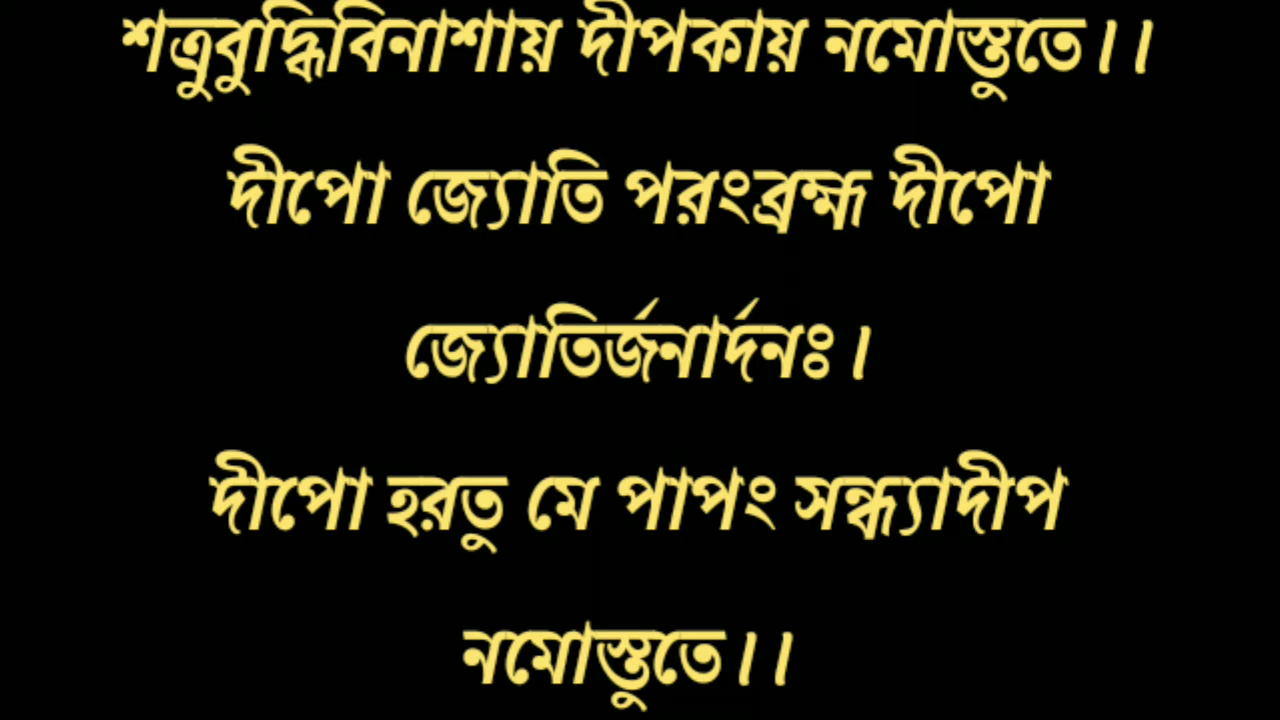 শত্রুবুদ্ধিবিনাশায় দীপকায় নমোস্তুতে।।
দীপো জ্যোতি পরংব্রহ্ম দীপো
জ্যোতির্জনার্দনঃ।
দীপো হরতু মে পাপং সন্ধ্যাদীপ
নমোস্তুতে।।